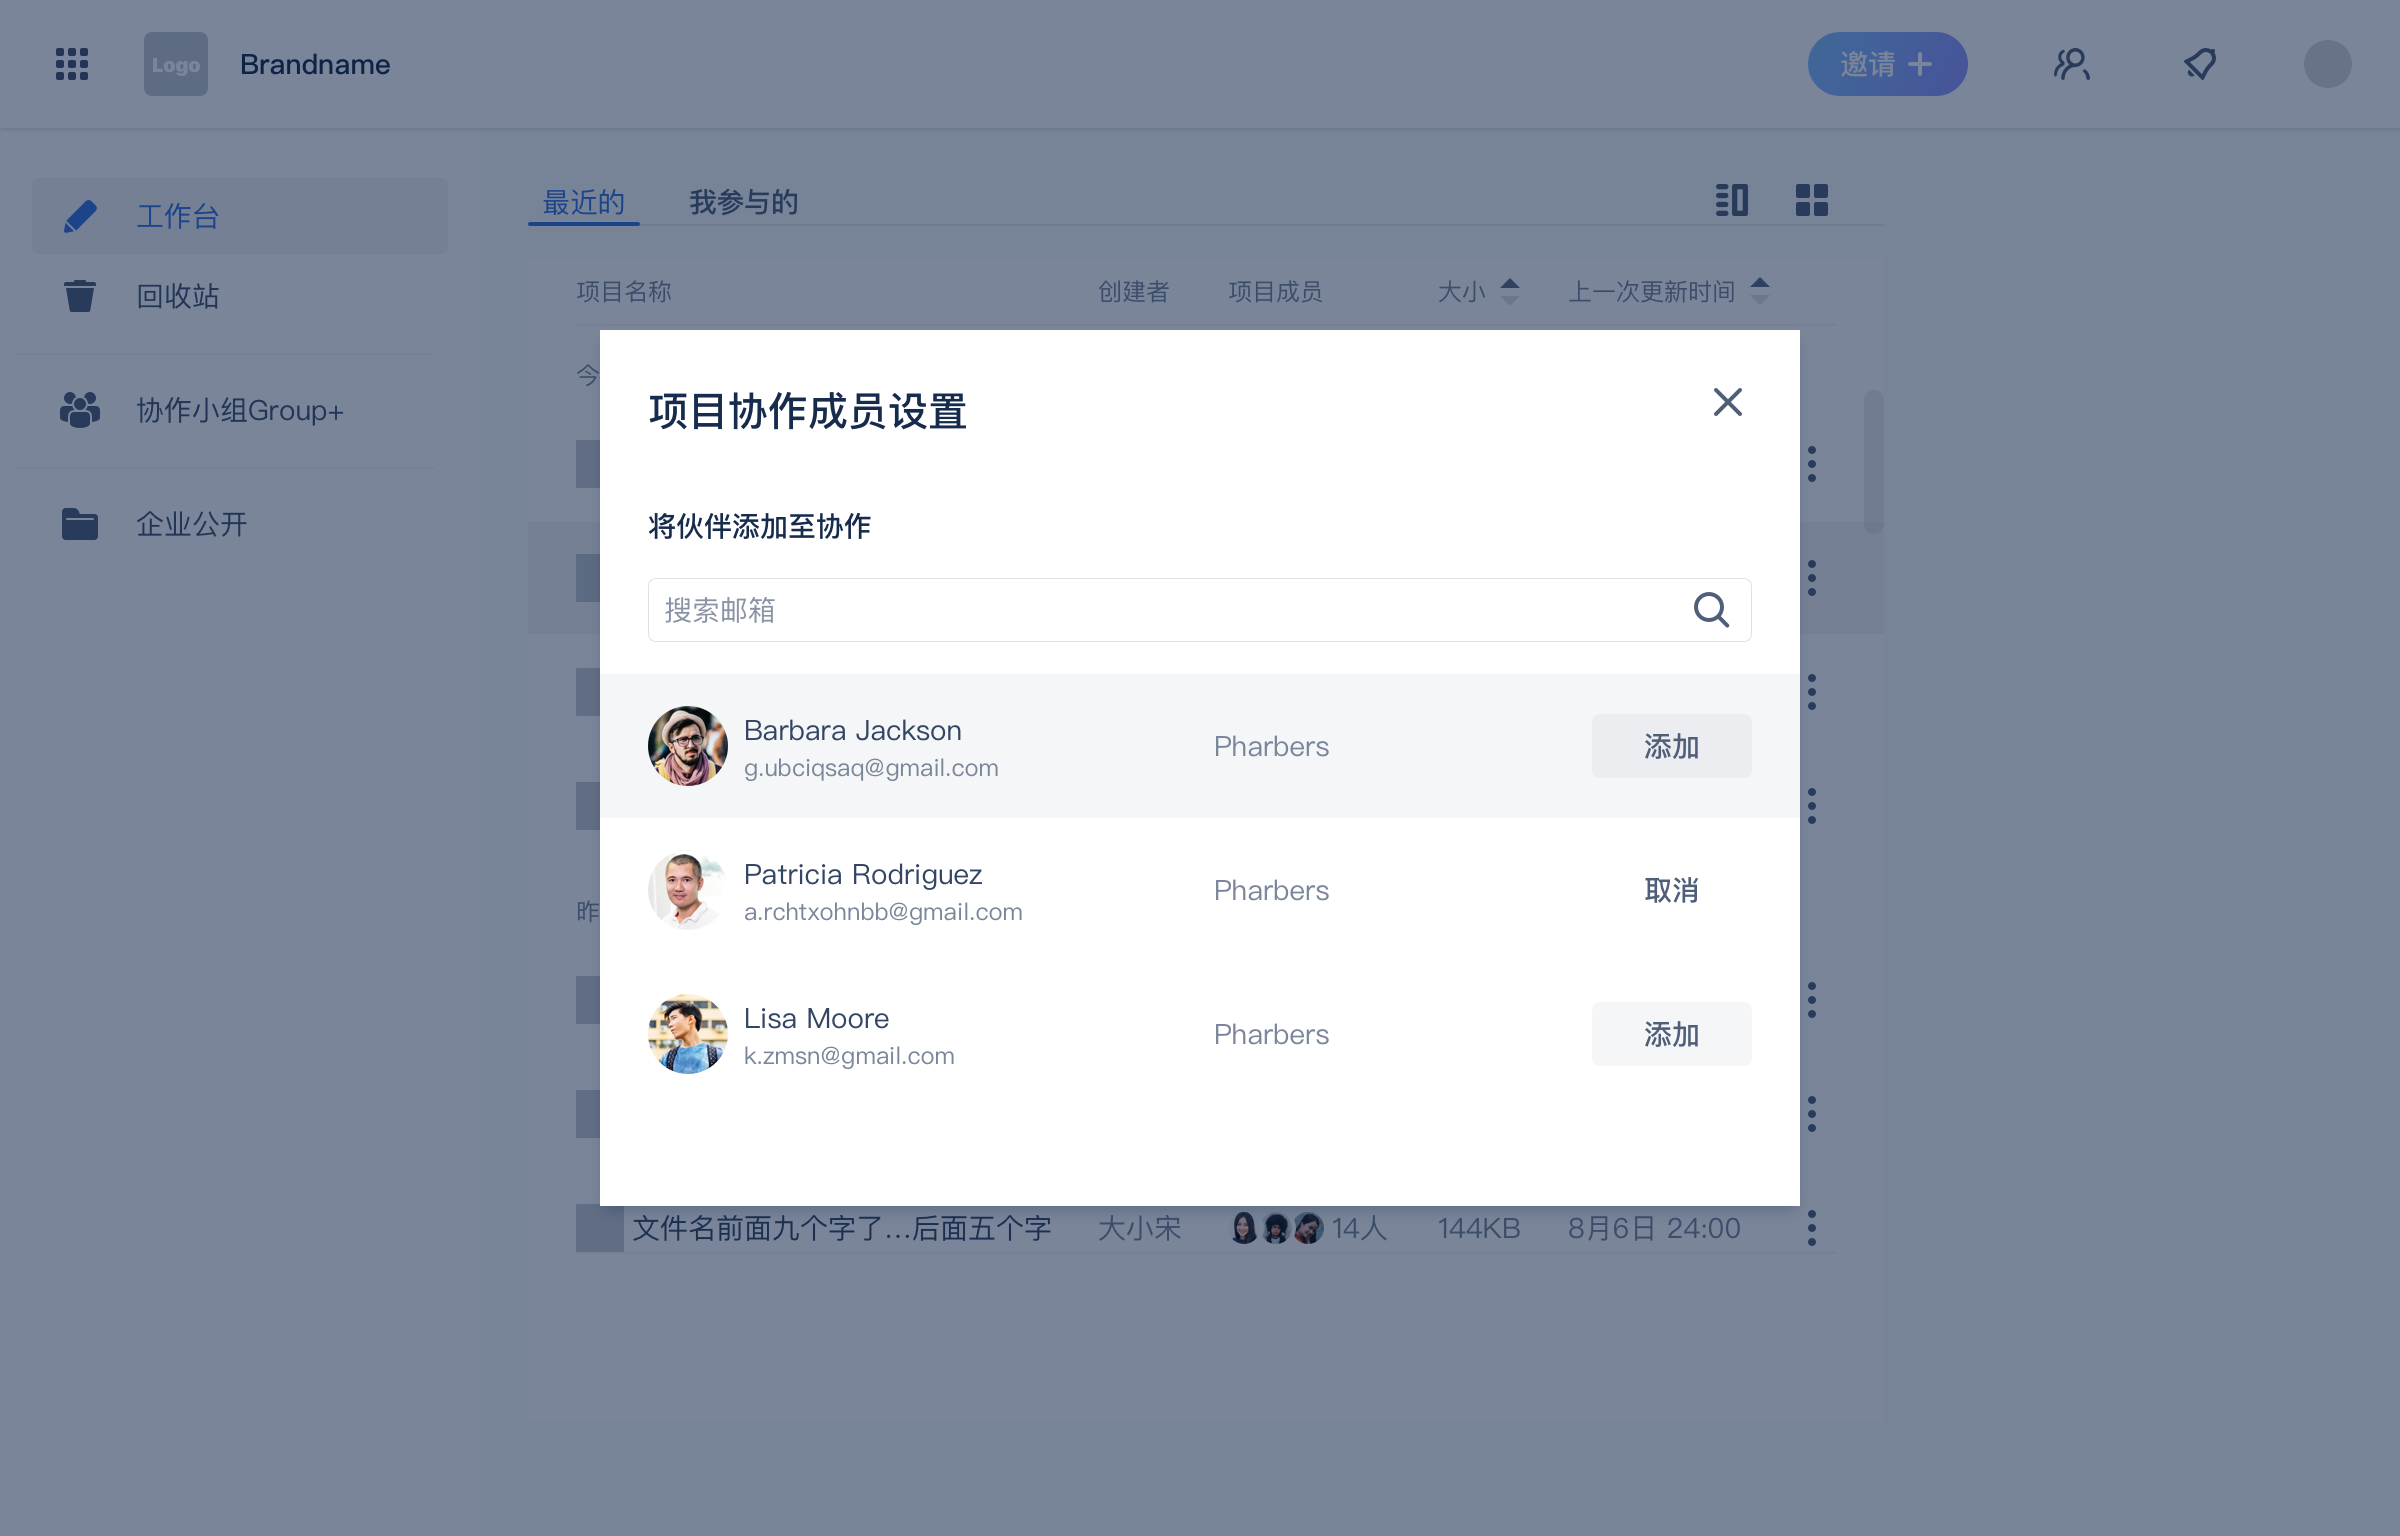 Logo
Brandname
邀请
工作台
回收站
协作小组Group+
企业公开
最近的
我参与的
项目名称
创建者
项目成员
大小
上一次更新时间
今
项目协作成员设置
将伙伴添加至协作
搜索邮箱
Barbara Jackson
g.ubciqsaq@gmail.com
Pharbers
添加
Patricia Rodriguez
a.rchtxohnbb@gmail.com
Pharbers
取消
昨
Lisa Moore
k.zmsn@gmail.com
Pharbers
添加
文件名前面九个字了...后面五个字
大小宋
14人
144KB
8月6日 24:00